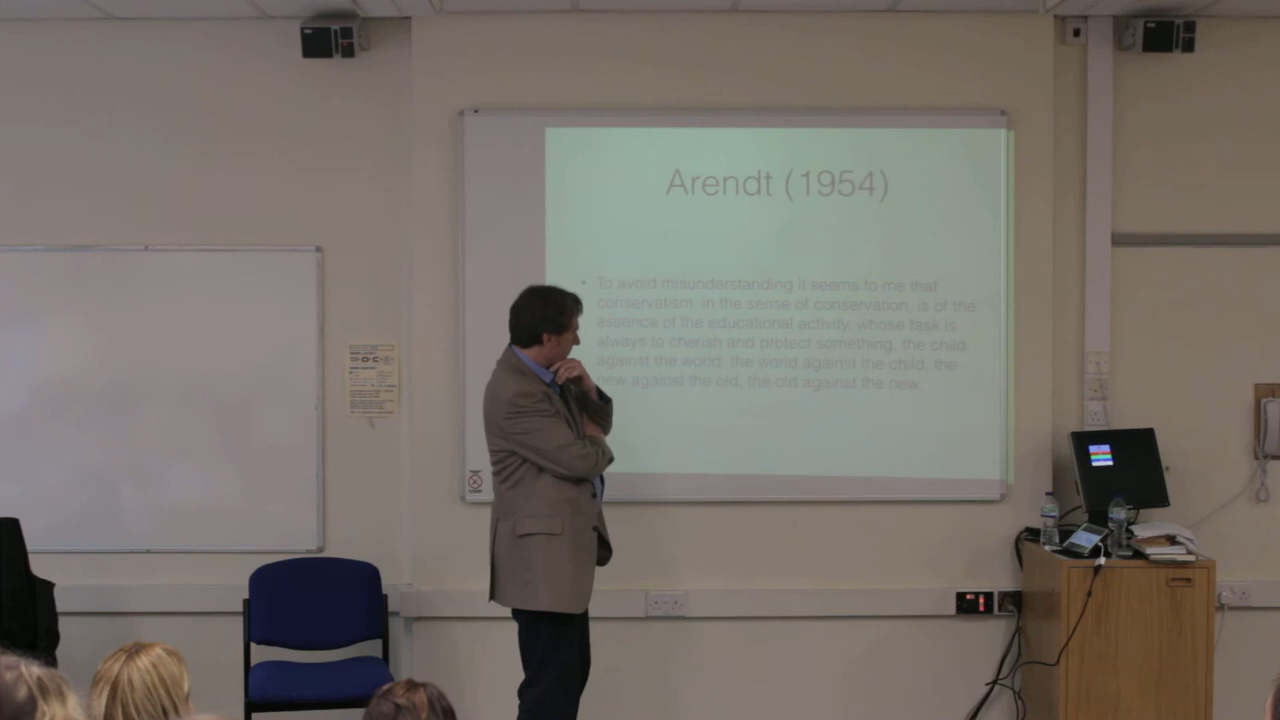 Arendt (1954)
• To avoid misunderstanding it seems to me that
conservatism, in the sense of conservation, is of the
essence of the educational activity, whose task is
always to cherish and protect something, the child
against the world, the world against the child, the
new against the old, the old against the new.